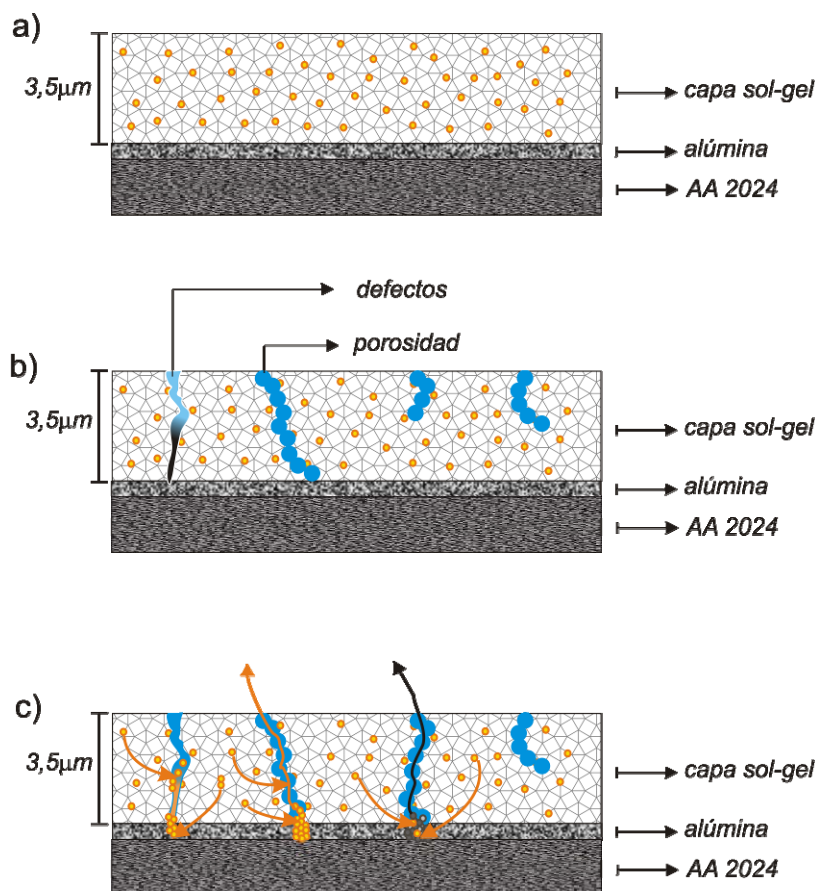 a)
3,5µm
capa sol-gel
alúmina
AA 2024
defectos
porosidad
b)
3,5µm
capa sol-gel
alúmina
AA 2024
c)
3,5µm
capa sol-gel
alúmina
AA 2024